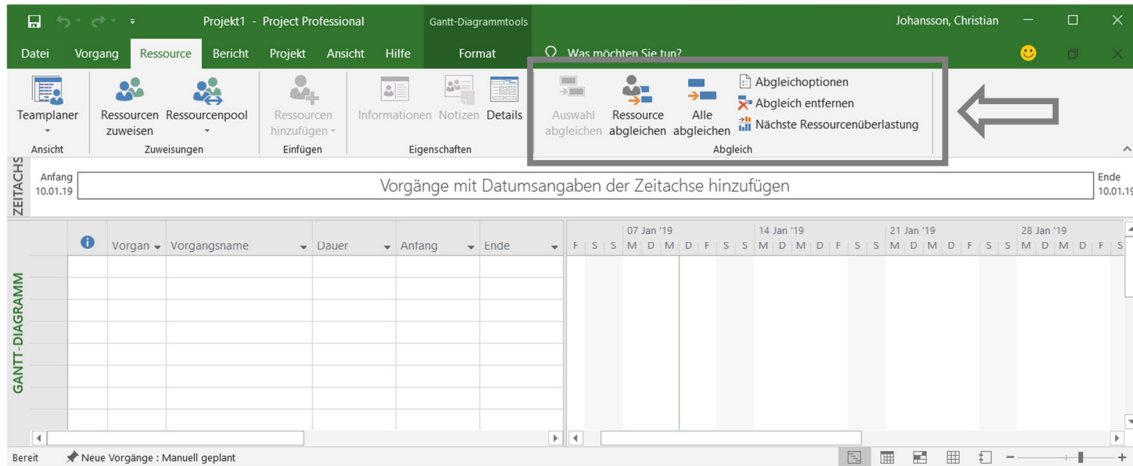 Projekt1 - Project Professional
Gantt-Diagrammtools
Johansson, Christian
Datei Vorgang Ressource Bericht Projekt Ansicht Hilfe Format Was möchten Sie tun?
Teamplaner
Ressourcen zuweisen
Ressourcenpool
Ressourcen hinzufügen
Informationen
Notizen
Details
Auswahl abgleichen
Ressource abgleichen
Alle abgleichen
Abgleichoptionen
Abgleich entfernen
Nächste Ressourcenüberlastung
Ansicht Zuweisungen Einfügen Eigenschaften Abgleich
ZEITACHS
Anfang
10.01.19
Vorgänge mit Datumsangaben der Zeitachse hinzufügen
Ende
10.01.19
Vorgan Vorgangsname Dauer Anfang Ende
07 Jan '19 14 Jan '19 21 Jan '19 28 Jan '19
F S S M D M D F S S M D M D F S S M D M D F S S M D M D F S
GANTT-DIAGRAMM
Bereit Neue Vorgänge : Manuell geplant